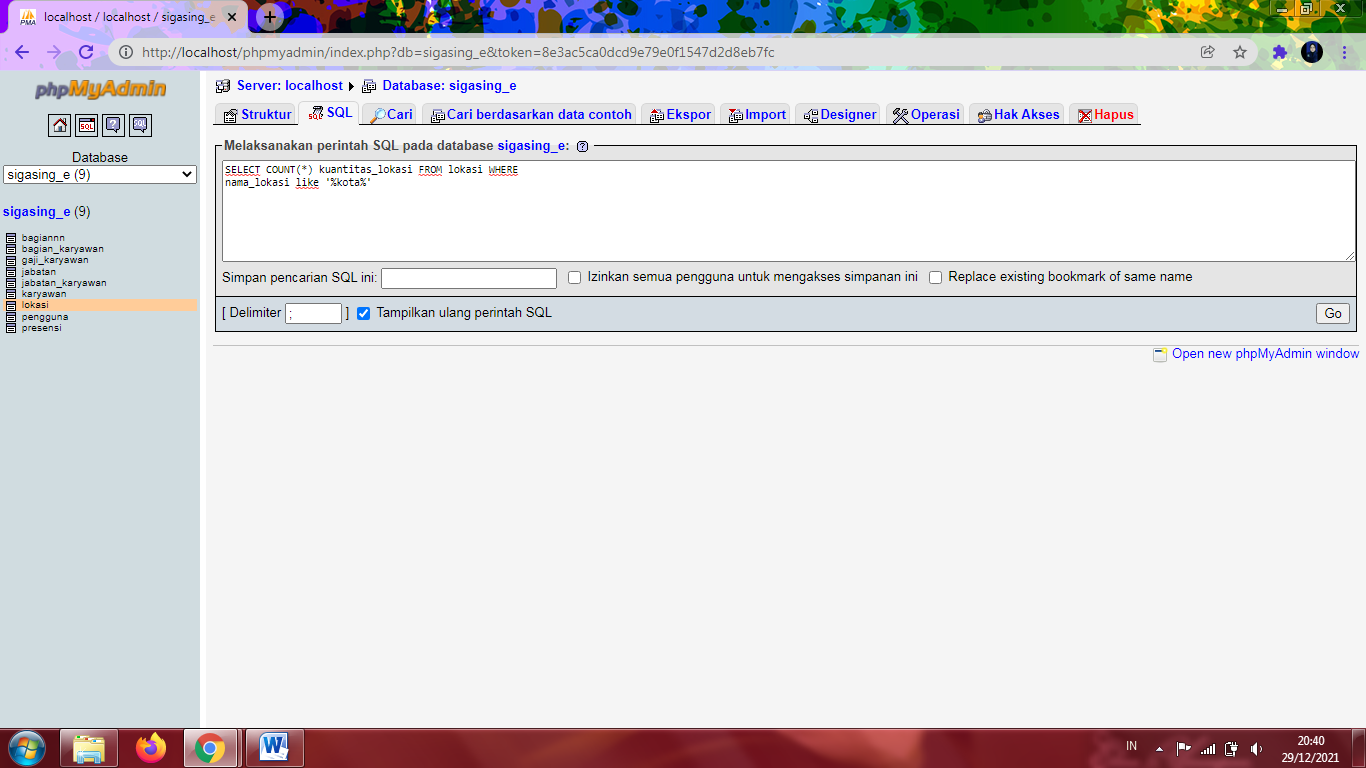 localhost / localhost / sigasing_e
http://localhost/phpmyadmin/index.php?db=sigasing_e&token=8e3ac5ca0dcd9e79e0f1547d2d8eb7fc
phpMyAdmin
Database
sigasing_e (9)
sigasing_e (9)
bagiannn
bagian_karyawan
gaji_karyawan
jabatan
jabatan_karyawan
karyawan
lokasi
pengguna
presensi
Server: localhost Database: sigasing_e
Struktur SQL Cari Cari berdasarkan data contoh Ekspor Import Designer Operasi Hak Akses Hapus
Melaksanakan perintah SQL pada database sigasing_e:
SELECT COUNT(*) kuantitas_lokasi FROM lokasi WHERE
nama_lokasi like '%kota%'
Simpan pencarian SQL ini: Izinkan semua pengguna untuk mengakses simpanan ini Replace existing bookmark of same name
[ Delimiter ; ] Tampilkan ulang perintah SQL Go
Open new phpMyAdmin window
IN
20:40
29/12/2021